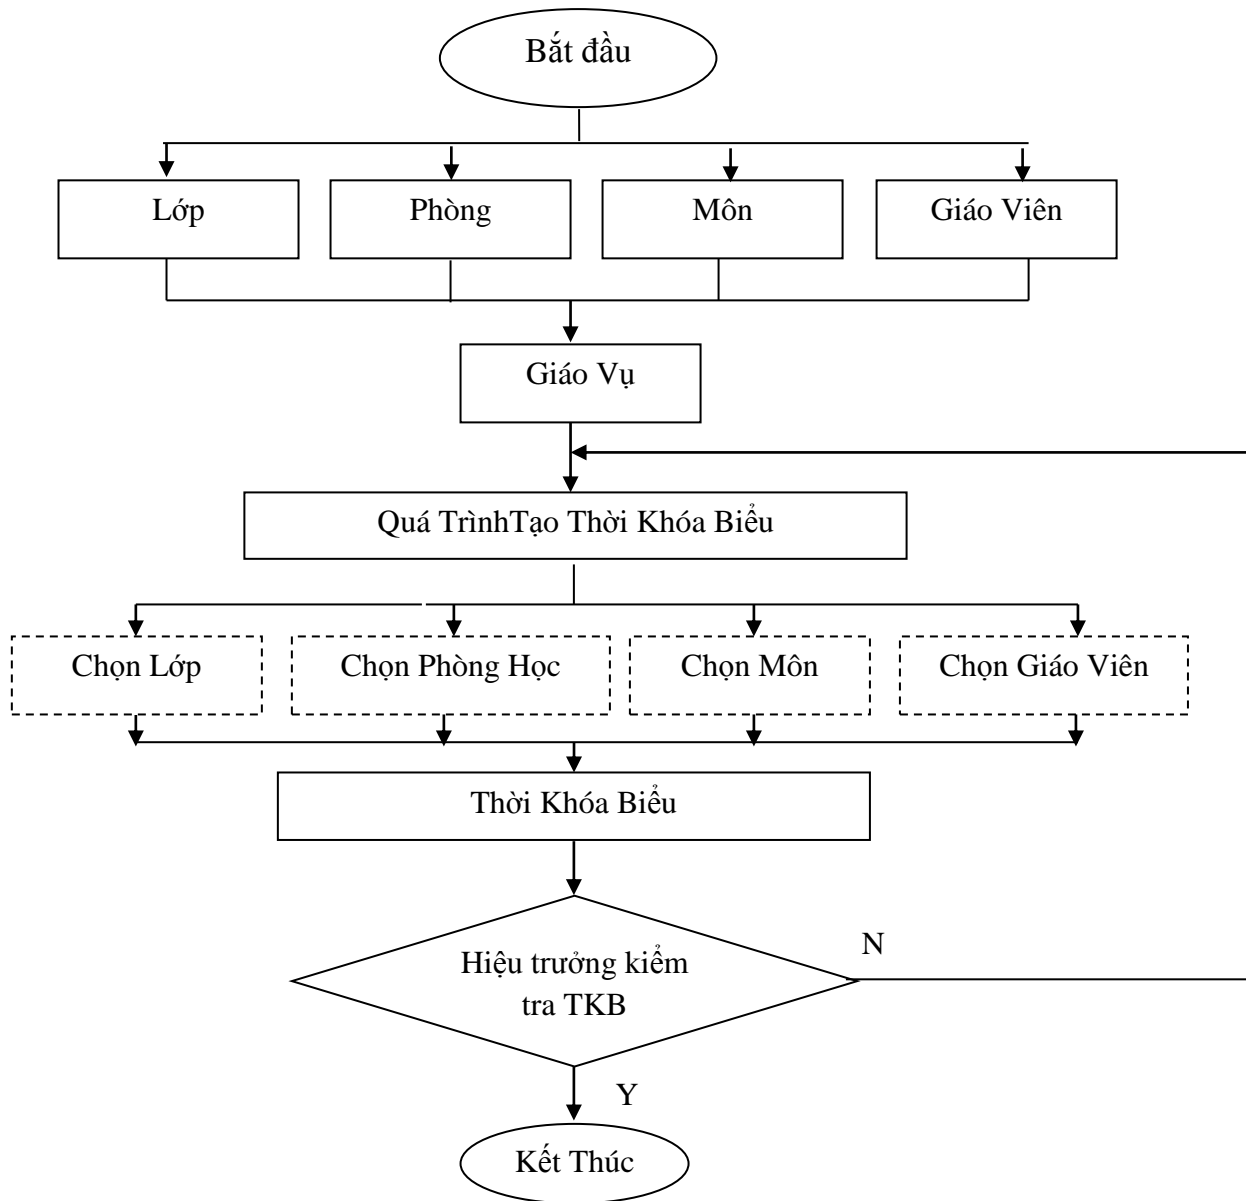 Bắt đầu
Lớp
Phòng
Môn
Giáo Viên
Giáo Vụ
Quá TrìnhTạo Thời Khóa Biểu
Chọn Lớp
Chọn Phòng Học
Chọn Môn
Chọn Giáo Viên
Thời Khóa Biểu
Hiệu trưởng kiểm
tra TKB
N
Y
Kết Thúc